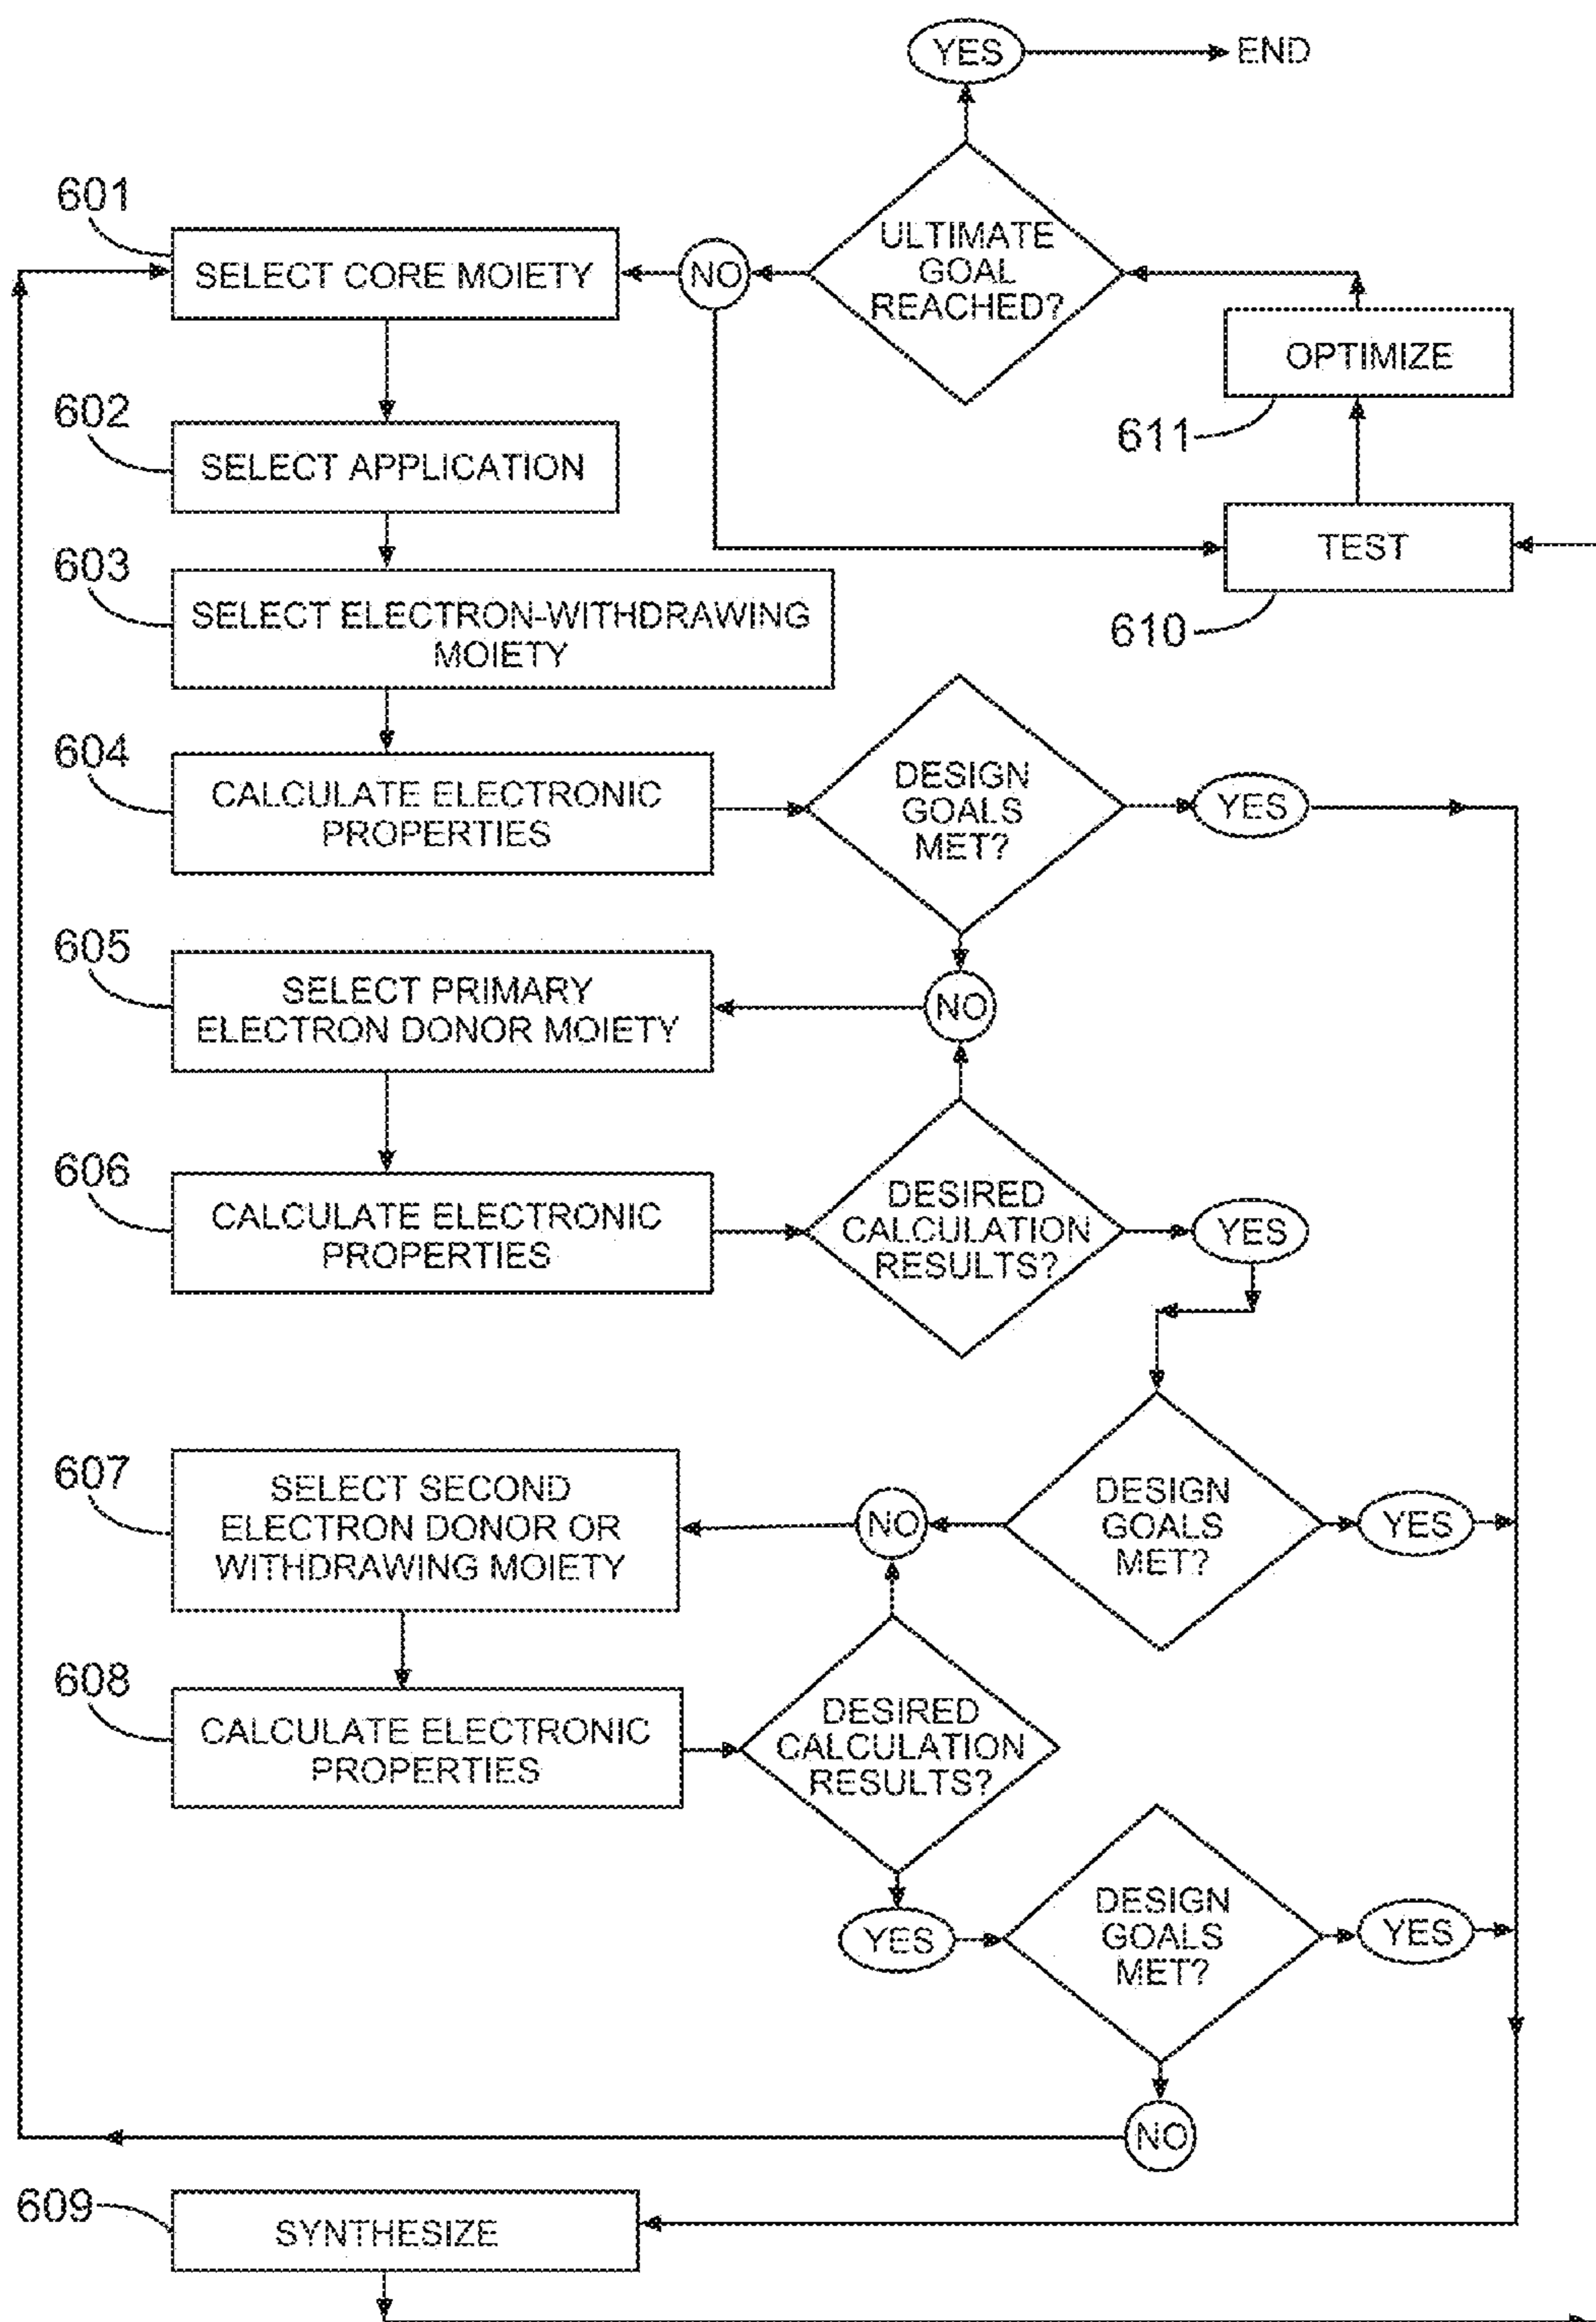 YES
END
ULTIMATE
GOAL
REACHED?
601
SELECT CORE MOIETY
NO
OPTIMIZE
611
602
SELECT APPLICATION
TEST
610
603
SELECT ELECTRON-WITHDRAWING
MOIETY
604
CALCULATE ELECTRONIC
PROPERTIES
DESIGN
GOALS
MET?
YES
605
SELECT PRIMARY
ELECTRON DONOR MOIETY
NO
606
CALCULATE ELECTRONIC
PROPERTIES
DESIRED
CALCULATION
RESULTS?
YES
607
SELECT SECOND
ELECTRON DONOR OR
WITHDRAWING MOIETY
NO
DESIGN
GOALS
MET?
YES
608
CALCULATE ELECTRONIC
PROPERTIES
DESIRED
CALCULATION
RESULTS?
YES
DESIGN
GOALS
MET?
YES
NO
609
SYNTHESIZE